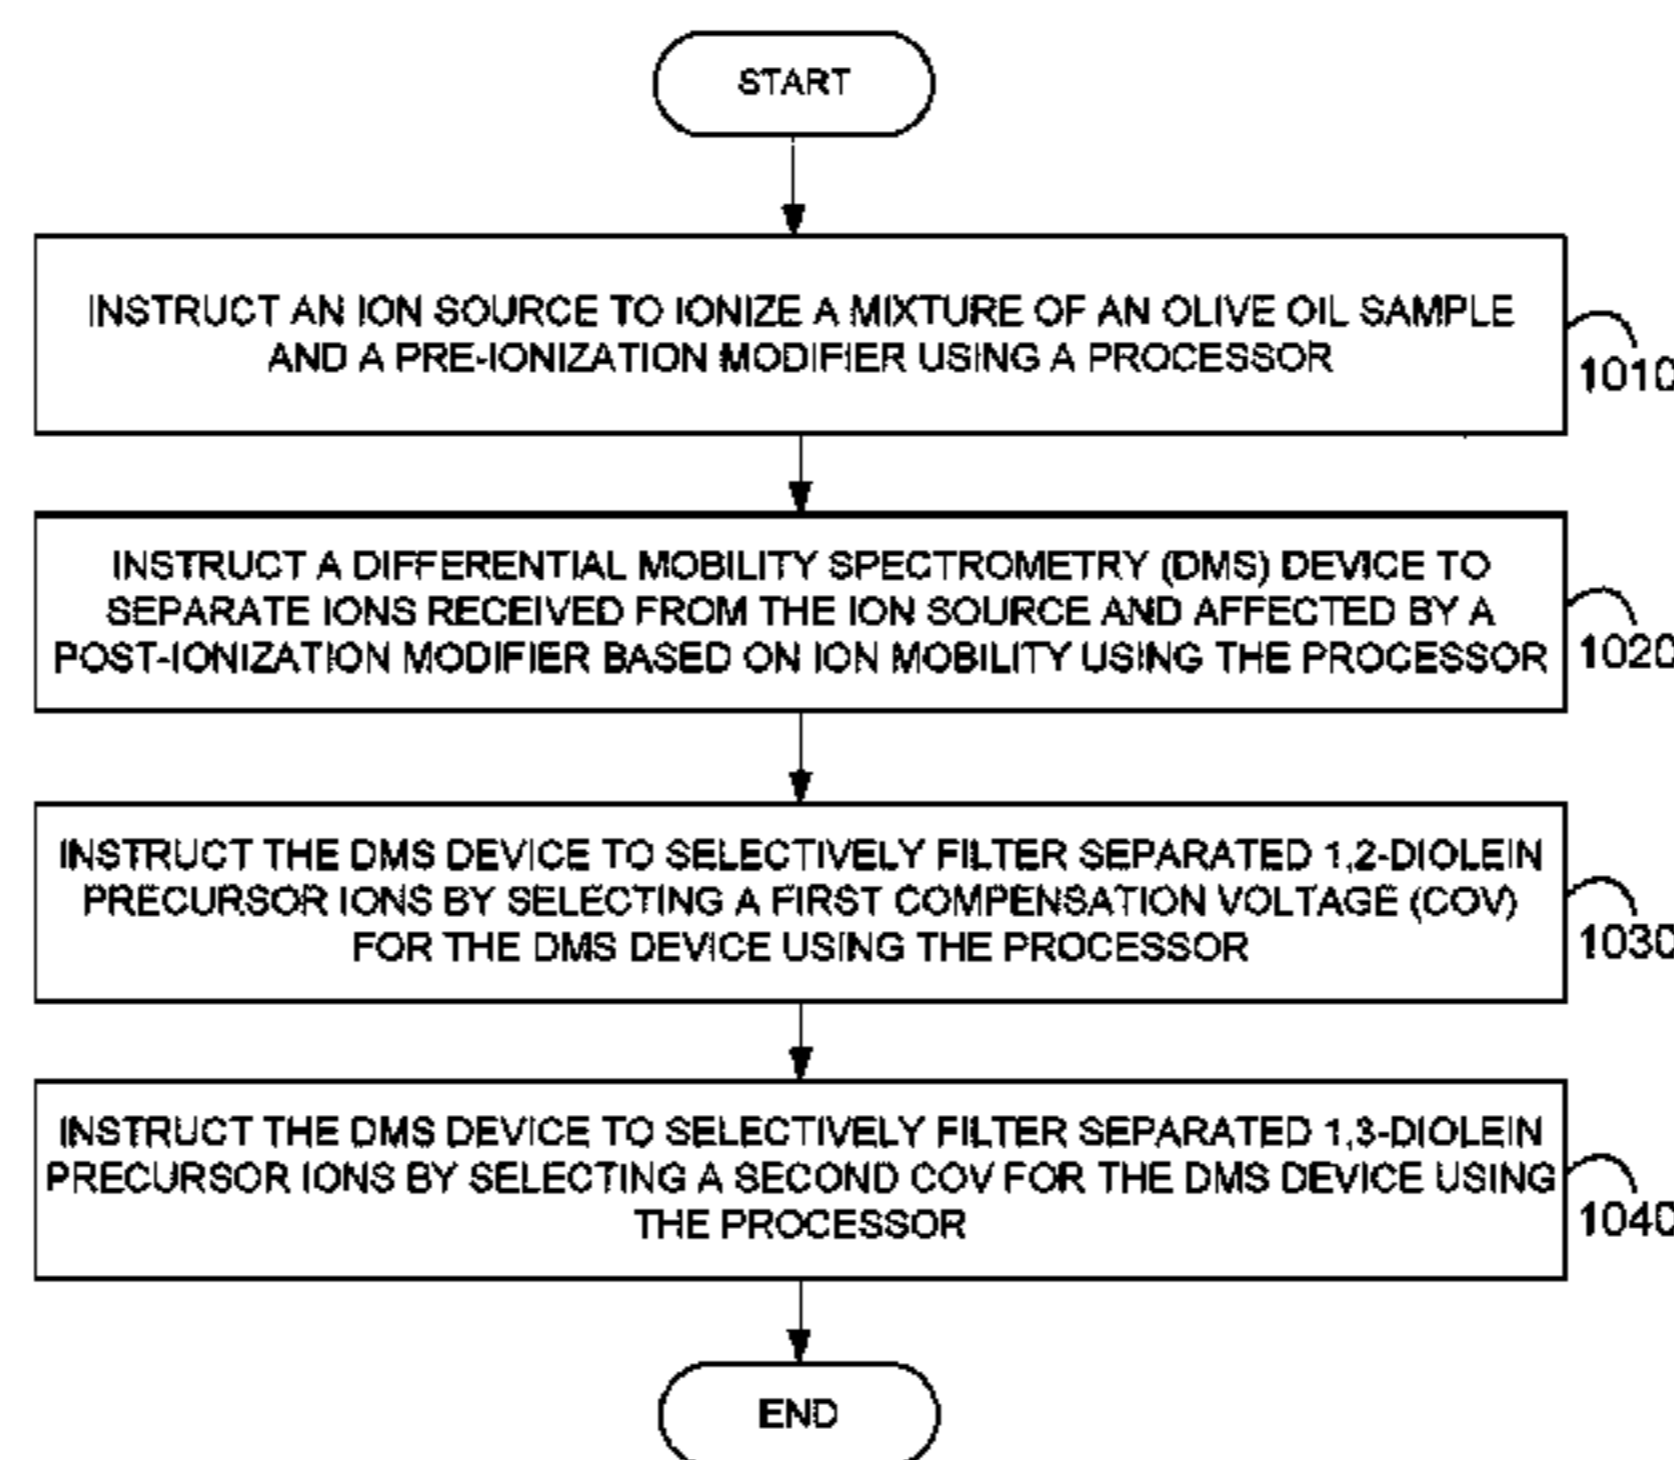 START
INSTRUCT AN ION SOURCE TO IONIZE A MIXTURE OF AN OLIVE OIL SAMPLE
AND A PRE-IONIZATION MODIFIER USING A PROCESSOR
1010
INSTRUCT A DIFFERENTIAL MOBILITY SPECTROMETRY (DMS) DEVICE TO
SEPARATE IONS RECEIVED FROM THE ION SOURCE AND AFFECTED BY A
POST-IONIZATION MODIFIER BASED ON ION MOBILITY USING THE PROCESSOR
1020
INSTRUCT THE DMS DEVICE TO SELECTIVELY FILTER SEPARATED 1,2-DIOLEIN
PRECURSOR IONS BY SELECTING A FIRST COMPENSATION VOLTAGE (COV)
FOR THE DMS DEVICE USING THE PROCESSOR
1030
INSTRUCT THE DMS DEVICE TO SELECTIVELY FILTER SEPARATED 1,3-DIOLEIN
PRECURSOR IONS BY SELECTING A SECOND COV FOR THE DMS DEVICE USING
THE PROCESSOR
1040
END